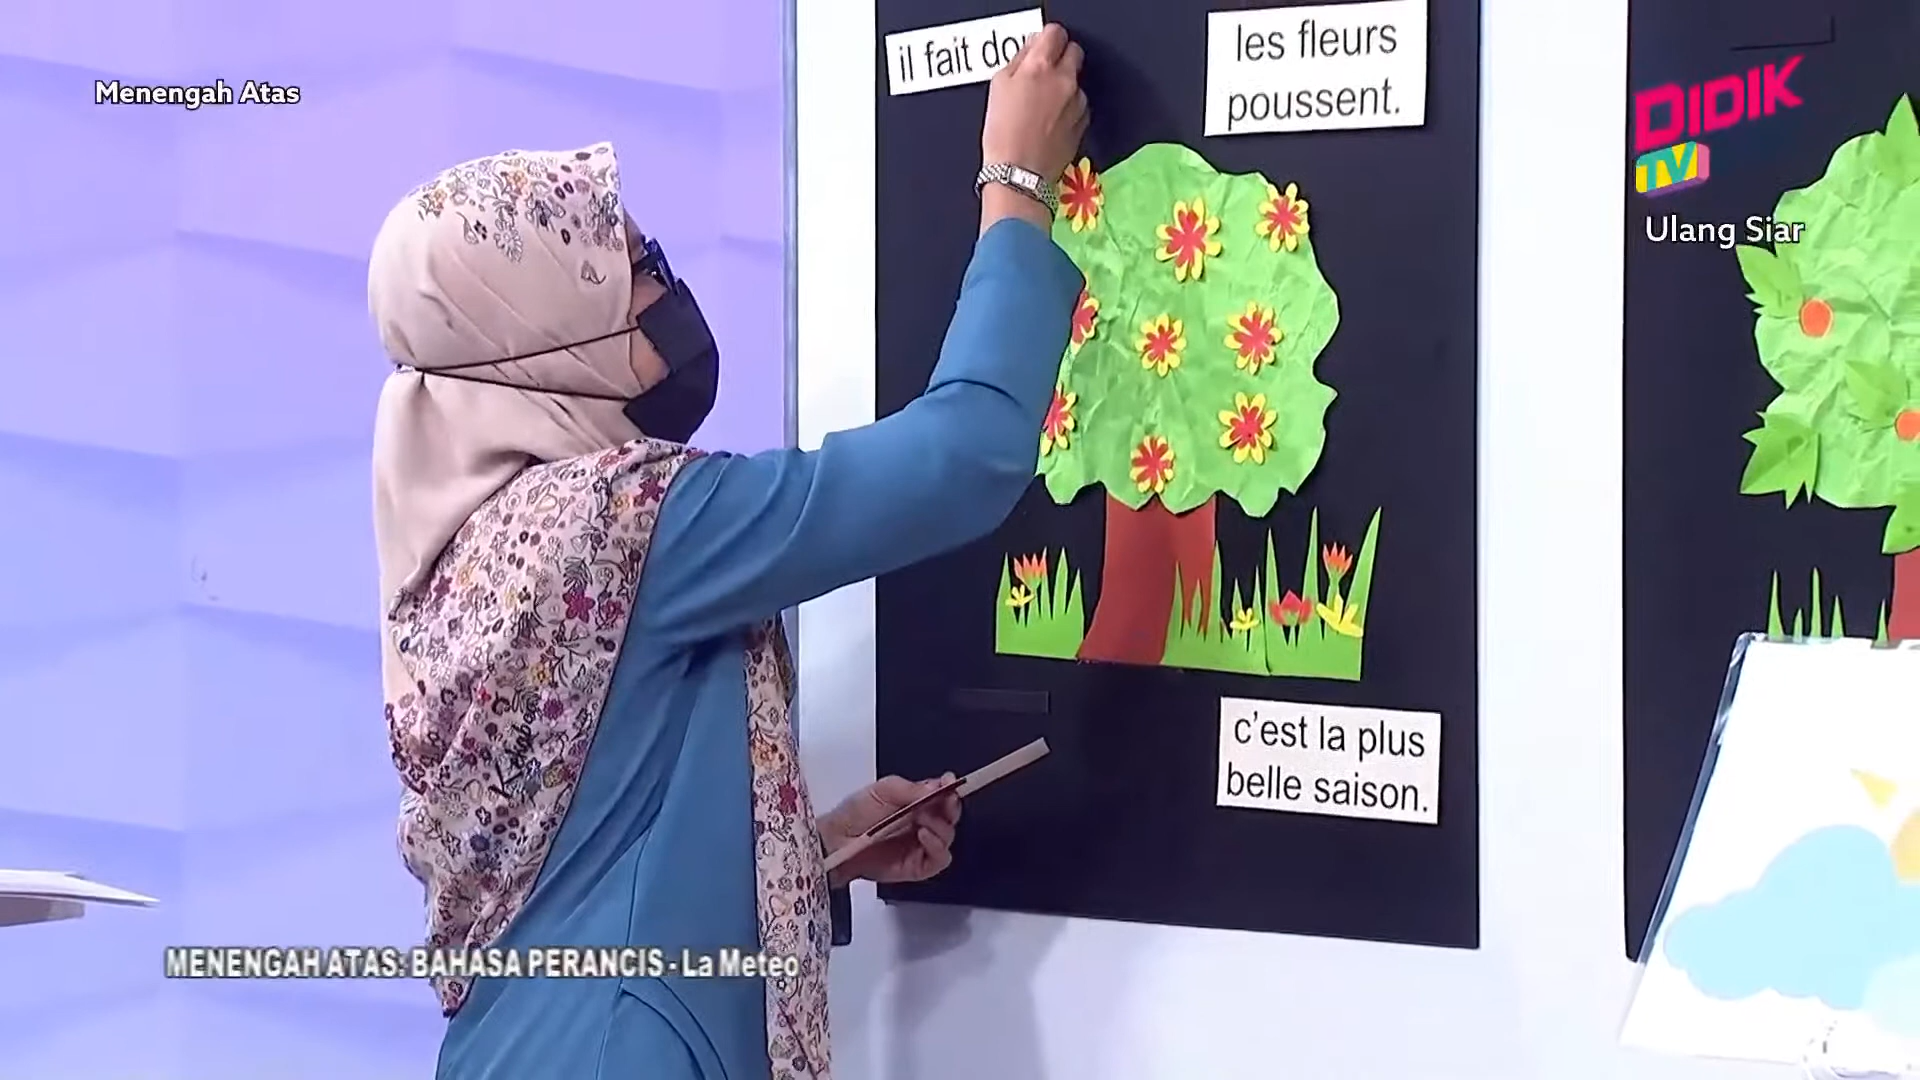 Menengah Atas
il fait
les fleurs
poussent.
DIDIK
TV
Ulang Siar
c'est la plus
belle saison.
MENENGAH ATAS: BAHASA PERANCIS - La Meteo